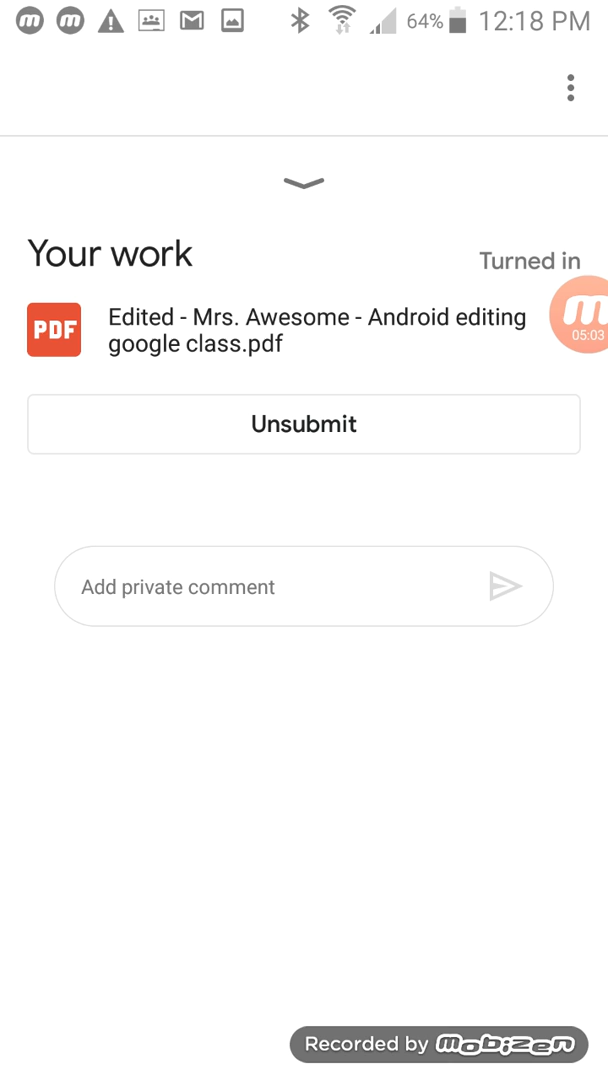 64% 12:18 PM
Your work
Turned in
PDF
Edited - Mrs. Awesome - Android editing
google class.pdf
m
05:03
Unsubmit
Add private comment
Recorded by mobizen